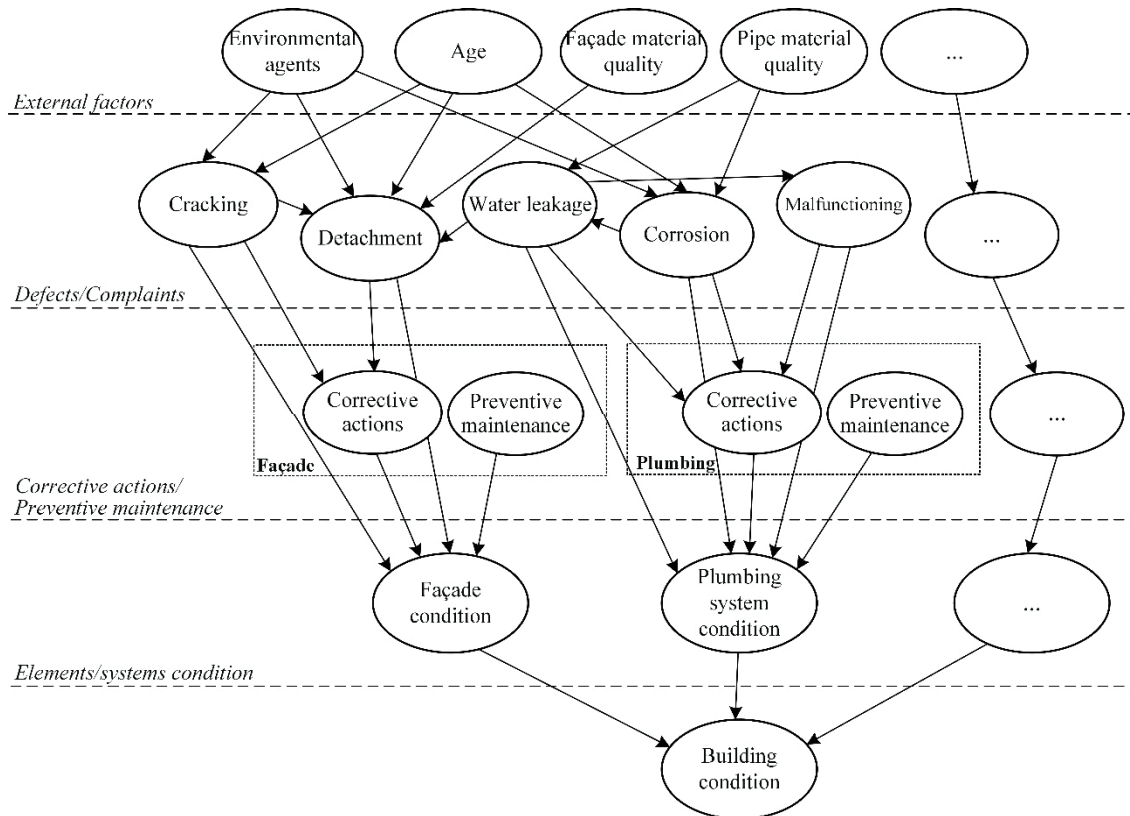 Environmental
agents
Age
Façade material
quality
Pipe material
quality
...
External factors
Cracking
Detachment
Water leakage
Corrosion
Malfunctioning
...
Defects/Complaints
Corrective
actions
Preventive
maintenance
Façade
Corrective
actions
Preventive
maintenance
Plumbing
...
Corrective actions/
Preventive maintenance
Façade
condition
Plumbing
system
condition
...
Elements/systems condition
Building
condition